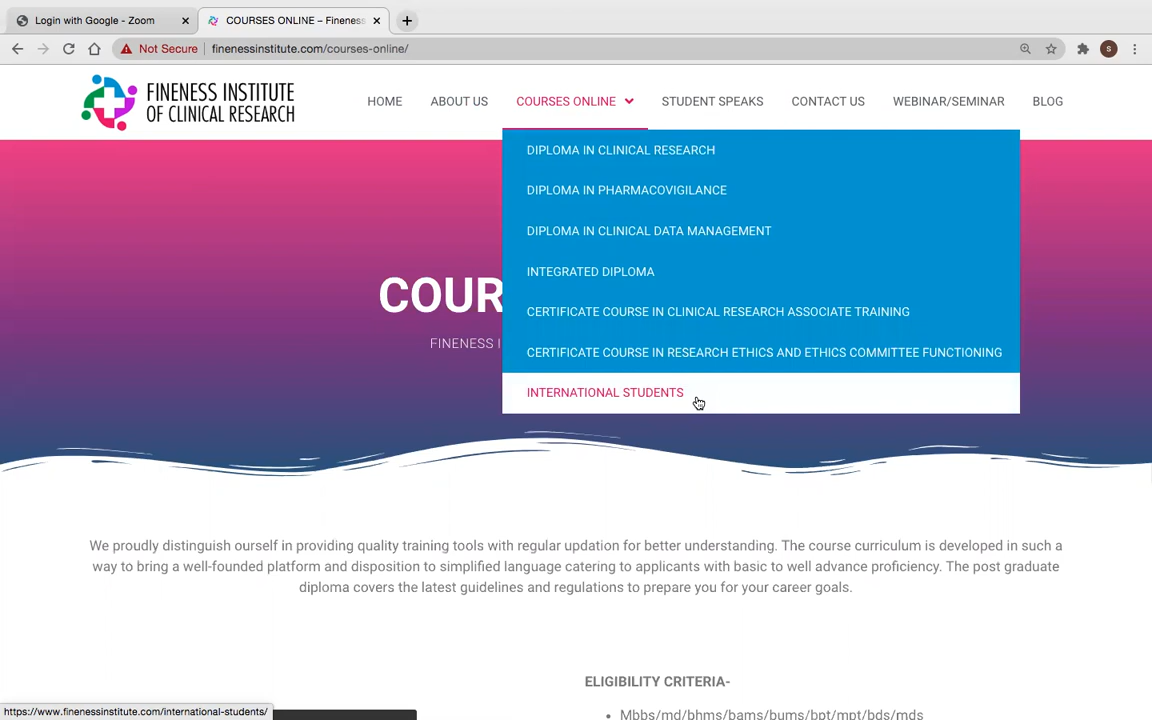 Login with Google - Zoom
COURSES ONLINE – Fineness
Not Secure
finenessinstitute.com/courses-online/
S
FINENESS INSTITUTE
OF CLINICAL RESEARCH
HOME
ABOUT US
COURSES ONLINE
STUDENT SPEAKS
CONTACT US
WEBINAR/SEMINAR
BLOG
DIPLOMA IN CLINICAL RESEARCH
DIPLOMA IN PHARMACOVIGILANCE
DIPLOMA IN CLINICAL DATA MANAGEMENT
INTEGRATED DIPLOMA
CERTIFICATE COURSE IN CLINICAL RESEARCH ASSOCIATE TRAINING
CERTIFICATE COURSE IN RESEARCH ETHICS AND ETHICS COMMITTEE FUNCTIONING
INTERNATIONAL STUDENTS
COUR
FINENESS I
We proudly distinguish ourself in providing quality training tools with regular updation for better understanding. The course curriculum is developed in such a
way to bring a well-founded platform and disposition to simplified language catering to applicants with basic to well advance proficiency. The post graduate
diploma covers the latest guidelines and regulations to prepare you for your career goals.
ELIGIBILITY CRITERIA-
• Mbbs/md/bhms/bams/bums/bpt/mpt/bds/mds
https://www.finenessinstitute.com/international-students/